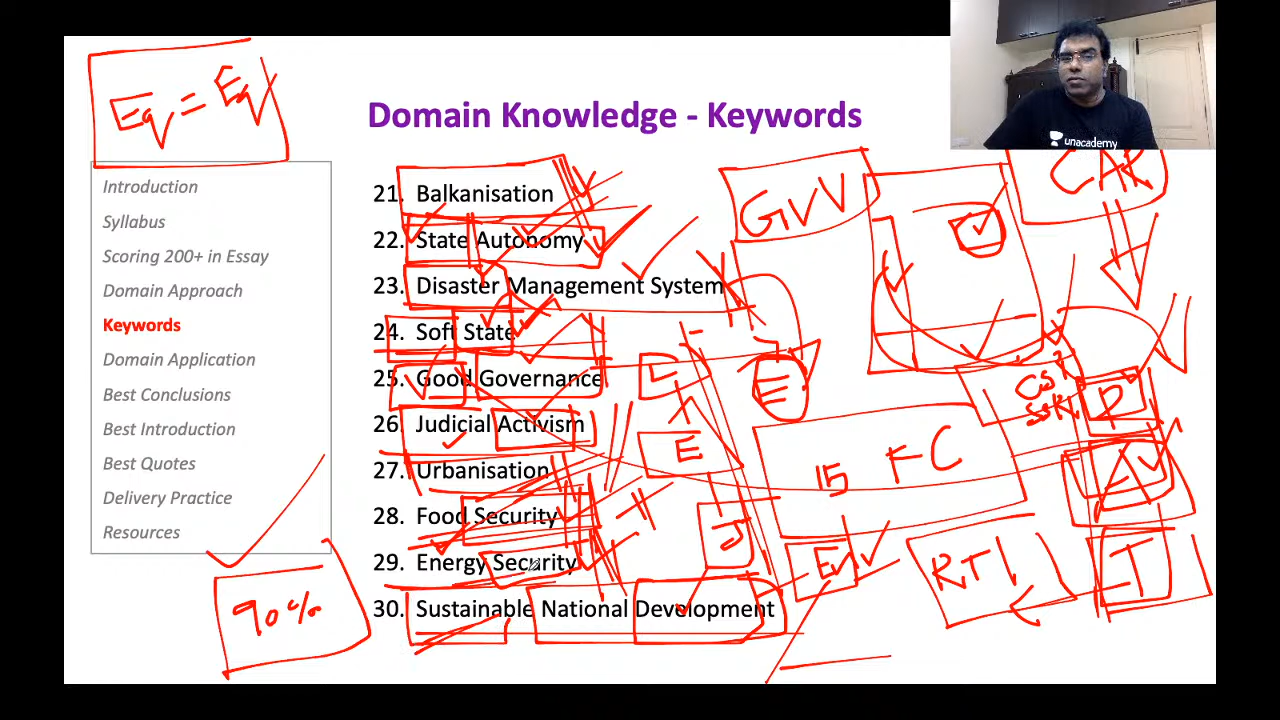 Eq = Eq
unacademy
Domain Knowledge - Keywords
Introduction
Syllabus
Scoring 200+ in Essay
Domain Approach
Keywords
Domain Application
Best Conclusions
Best Introduction
Best Quotes
Delivery Practice
Resources
90%
21. Balkanisation
22. State Autonomy
23. Disaster Management System
24. Soft State
25. Good Governance
26. Judicial Activism
27. Urbanisation
28. Food Security
29. Energy Security
30. Sustainable National Development
GVV
CAR
L
E
E
J
15 FC
P
A
T
RTI